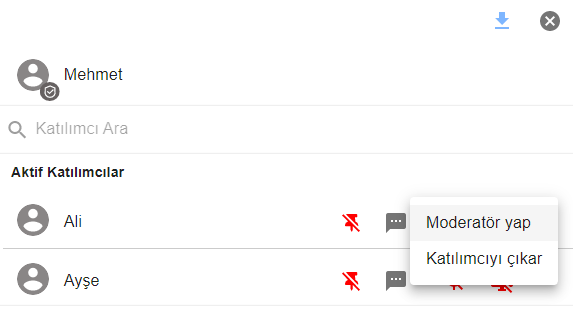 Mehmet
Katılımcı Ara
Aktif Katılımcılar
Ali
Moderatör yap
Katılımcıyı çıkar
Ayşe